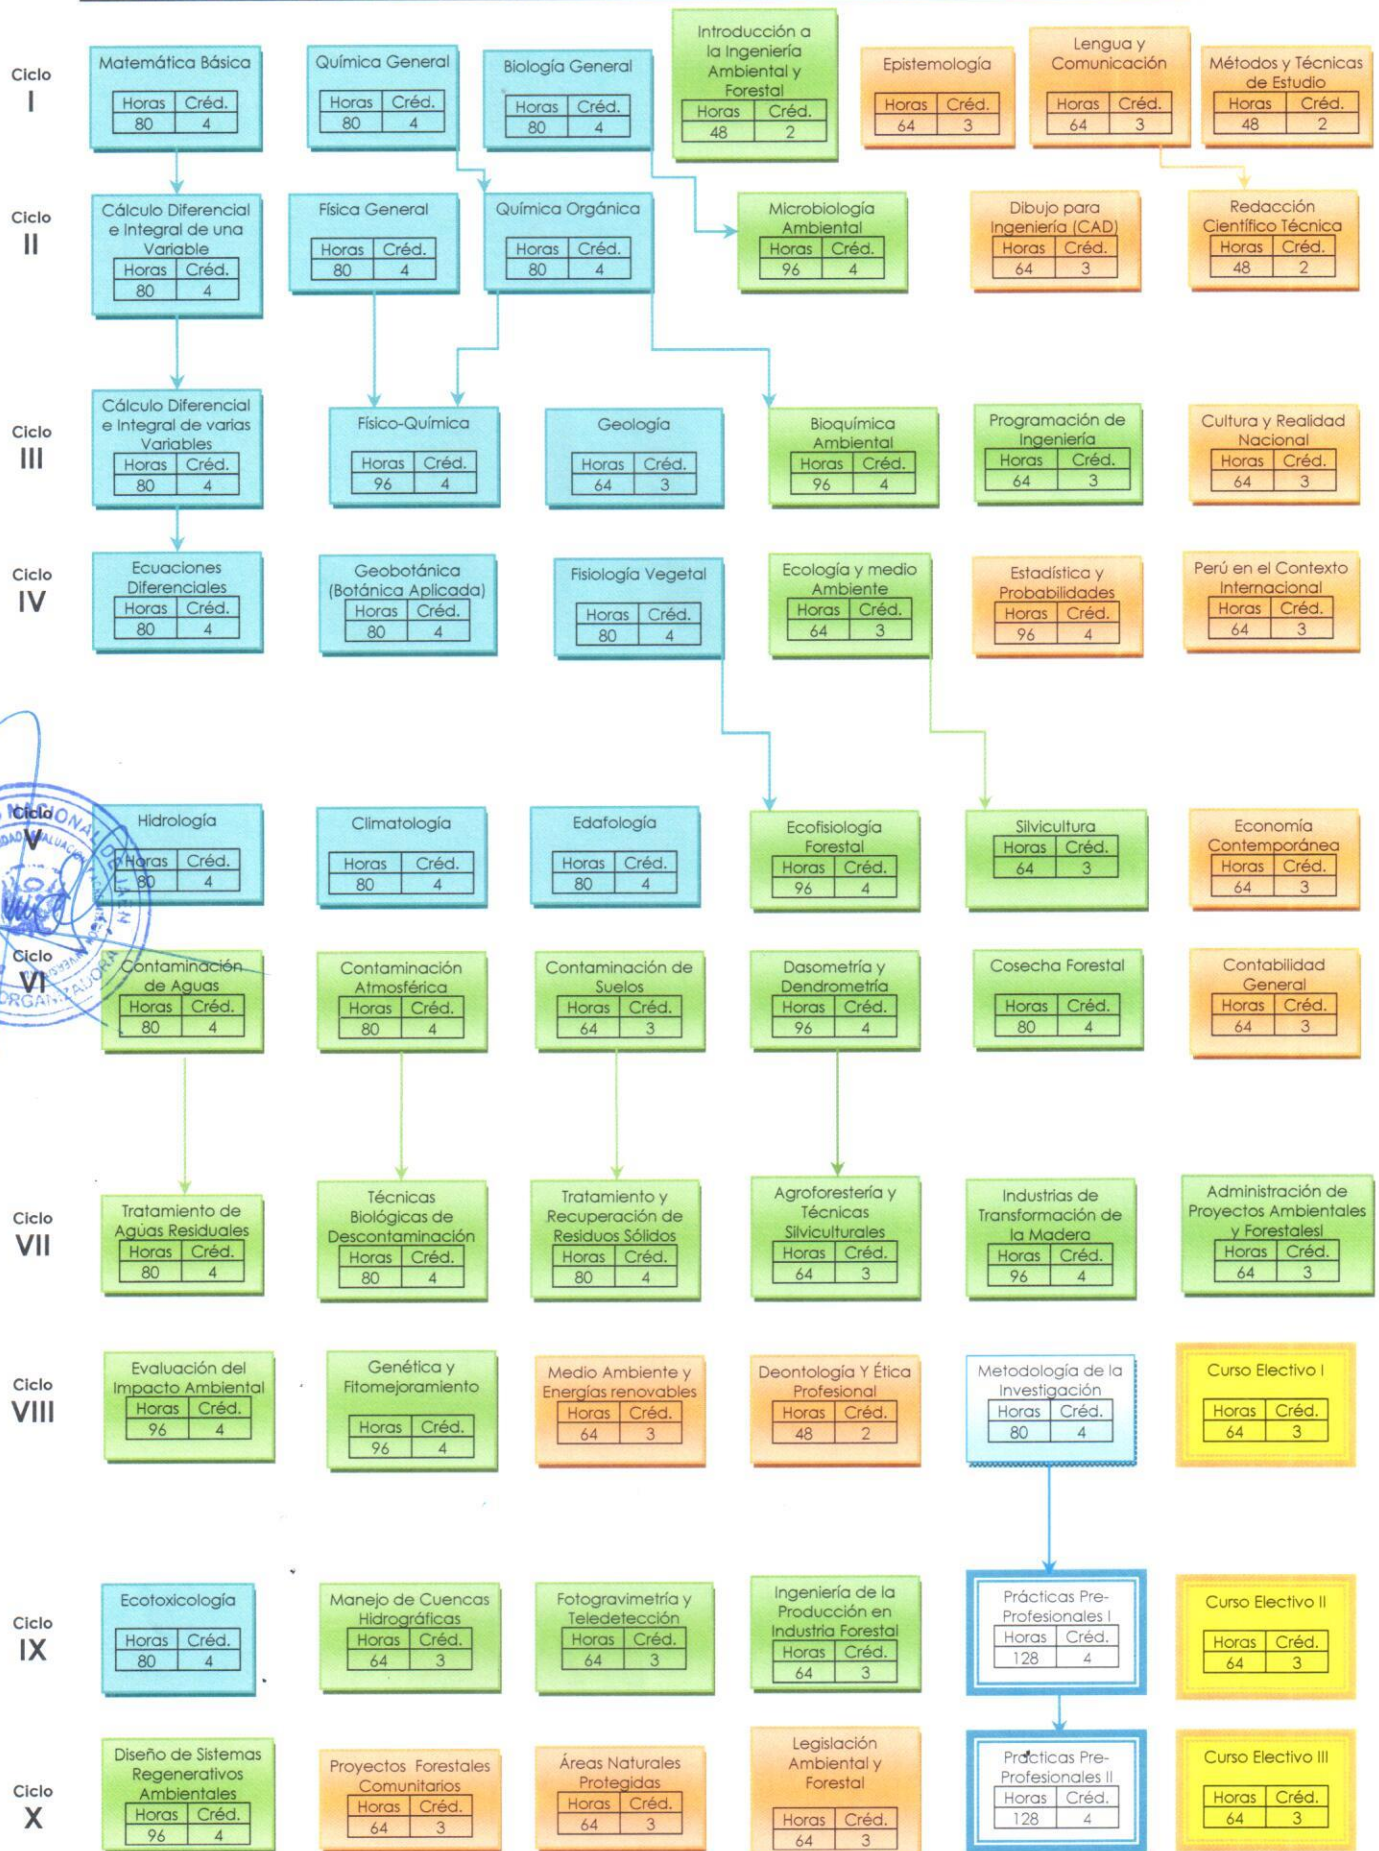 Ciclo
I
Matemática Básica
Horas Créd.
80 4
Química General
Horas Créd.
80 4
Biología General
Horas Créd.
80 4
Introducción a
la Ingeniería
Ambiental y
Forestal
Horas Créd.
48 2
Epistemología
Horas Créd.
64 3
Lengua y
Comunicación
Horas Créd.
64 3
Métodos y Técnicas
de Estudio
Horas Créd.
48 2
Ciclo
II
Cálculo Diferencial
e Integral de una
Variable
Horas Créd.
80 4
Física General
Horas Créd.
80 4
Química Orgánica
Horas Créd.
80 4
Microbiología
Ambiental
Horas Créd.
96 4
Dibujo para
Ingeniería (CAD)
Horas Créd.
64 3
Redacción
Científico Técnica
Horas Créd.
48 2
Ciclo
III
Cálculo Diferencial
e Integral de varias
Variables
Horas Créd.
80 4
Físico-Química
Horas Créd.
96 4
Geología
Horas Créd.
64 3
Bioquímica
Ambiental
Horas Créd.
96 4
Programación de
Ingeniería
Horas Créd.
64 3
Cultura y Realidad
Nacional
Horas Créd.
64 3
Ciclo
IV
Ecuaciones
Diferenciales
Horas Créd.
80 4
Geobotánica
(Botánica Aplicada)
Horas Créd.
80 4
Fisiología Vegetal
Horas Créd.
80 4
Ecología y medio
Ambiente
Horas Créd.
64 3
Estadística y
Probabilidades
Horas Créd.
96 4
Perú en el Contexto
Internacional
Horas Créd.
64 3
Ciclo
V
Hidrología
Horas Créd.
80 4
Climatología
Horas Créd.
80 4
Edafología
Horas Créd.
80 4
Ecofisiología
Forestal
Horas Créd.
96 4
Silvicultura
Horas Créd.
64 3
Economía
Contemporánea
Horas Créd.
64 3
NACIONAL DE JAÉN
ORGANIZADORA
Ciclo
VI
Contaminación
de Aguas
Horas Créd.
80 4
Contaminación
Atmosférica
Horas Créd.
80 4
Contaminación de
Suelos
Horas Créd.
64 3
Dasometría y
Dendrometría
Horas Créd.
96 4
Cosecha Forestal
Horas Créd.
80 4
Contabilidad
General
Horas Créd.
64 3
Ciclo
VII
Tratamiento de
Aguas Residuales
Horas Créd.
80 4
Técnicas
Biológicas de
Descontaminación
Horas Créd.
80 4
Tratamiento y
Recuperación de
Residuos Sólidos
Horas Créd.
80 4
Agroforestería y
Técnicas
Silviculturales
Horas Créd.
64 3
Industrias de
Transformación de
la Madera
Horas Créd.
96 4
Administración de
Proyectos Ambientales
y Forestalesl
Horas Créd.
64 3
Ciclo
VIII
Evaluación del
Impacto Ambiental
Horas Créd.
96 4
Genética y
Fitomejoramiento
Horas Créd.
96 4
Medio Ambiente y
Energías renovables
Horas Créd.
64 3
Deontología Y Ética
Profesional
Horas Créd.
48 2
Metodología de la
Investigación
Horas Créd.
80 4
Curso Electivo I
Horas Créd.
64 3
Ciclo
IX
Ecotoxicología
Horas Créd.
80 4
Manejo de Cuencas
Hidrográficas
Horas Créd.
64 3
Fotogravimetría y
Teledetección
Horas Créd.
64 3
Ingeniería de la
Producción en
Industria Forestal
Horas Créd.
64 3
Prácticas Pre-
Profesionales I
Horas Créd.
128 4
Curso Electivo II
Horas Créd.
64 3
Ciclo
X
Diseño de Sistemas
Regenerativos
Ambientales
Horas Créd.
96 4
Proyectos Forestales
Comunitarios
Horas Créd.
64 3
Áreas Naturales
Protegidas
Horas Créd.
64 3
Legislación
Ambiental y
Forestal
Horas Créd.
64 3
Prácticas Pre-
Profesionales II
Horas Créd.
128 4
Curso Electivo III
Horas Créd.
64 3